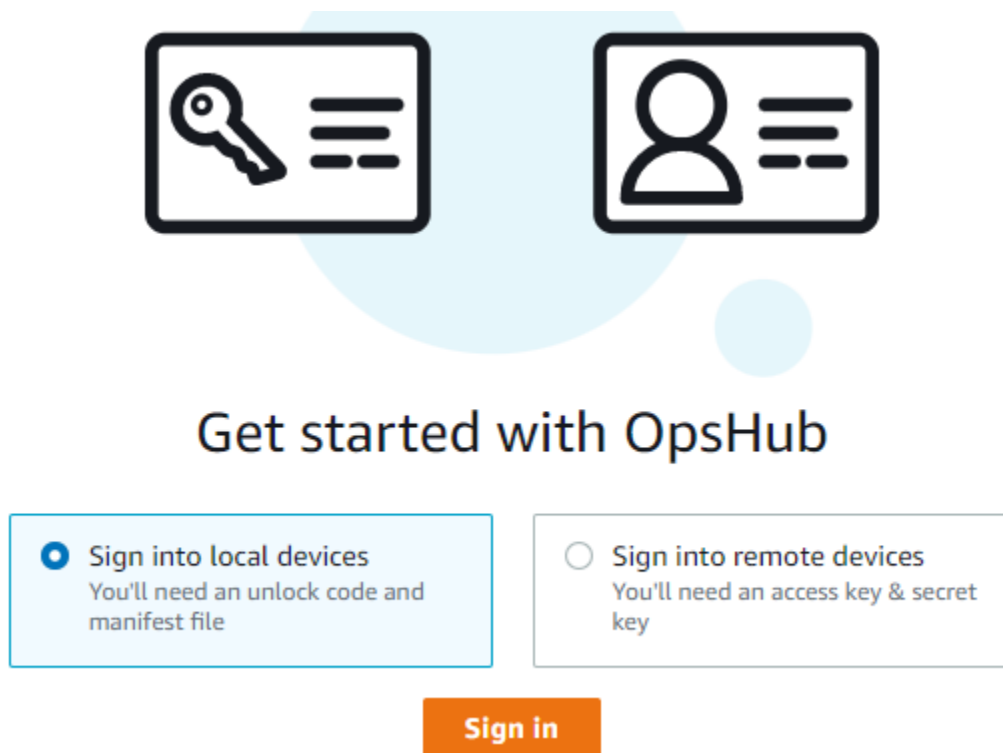 Get started with OpsHub
Sign into local devices
You'll need an unlock code and
manifest file
Sign into remote devices
You'll need an access key & secret
key
Sign in